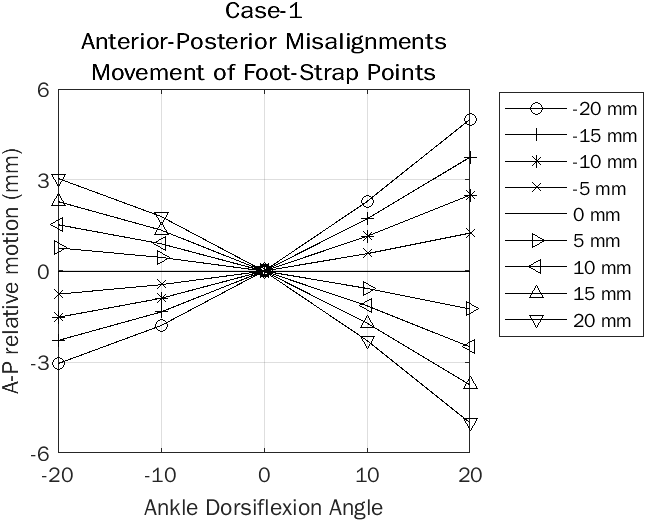 Case-1
Anterior-Posterior Misalignments
Movement of Foot-Strap Points
A-P relative motion (mm)
6
3
0
-3
-6
-20 -10 0 10 20
Ankle Dorsiflexion Angle
-20 mm
-15 mm
-10 mm
-5 mm
0 mm
5 mm
10 mm
15 mm
20 mm